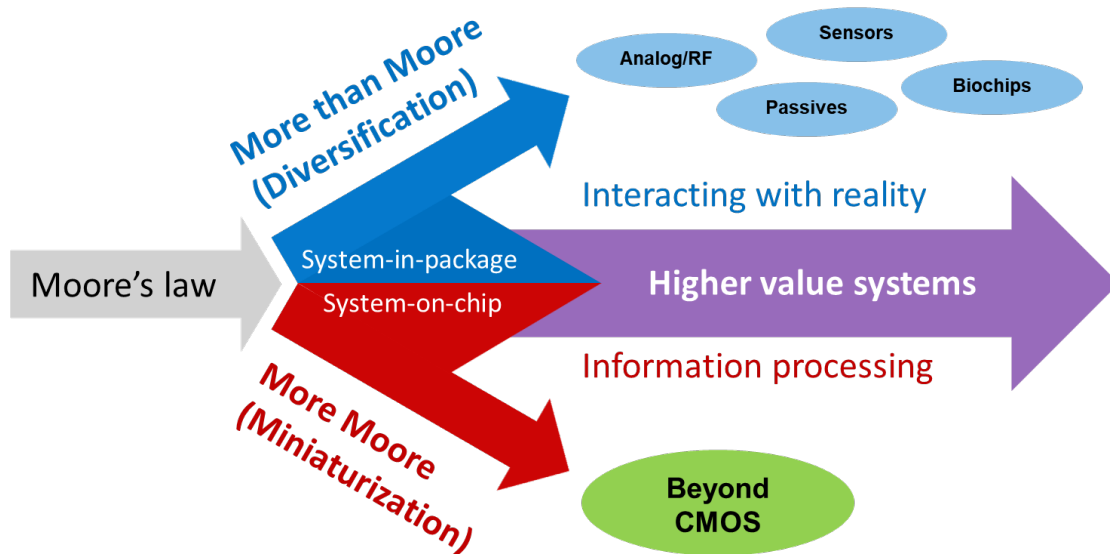 More than Moore
(Diversification)
Analog/RF
Sensors
Passives
Biochips
Interacting with reality
Moore’s law
System-in-package
System-on-chip
Higher value systems
Information processing
More Moore
(Miniaturization)
Beyond
CMOS